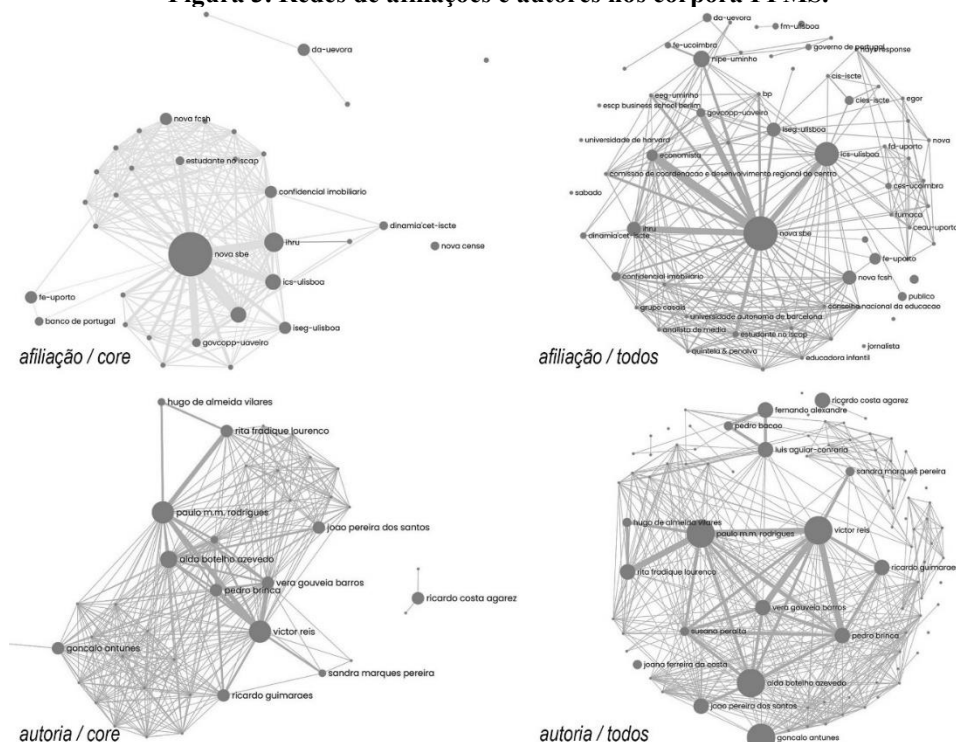 Figura 5. Redes de afiliações e autores nos corpora FFMS.
da-uevora
nova fcsh
estudante no iscap
confidencial imobiliario
dinamia'cet-iscte
ihru
nova cense
nova sbe
ics-ulisboa
fe-uporto
banco de portugal
iseg-ulisboa
govcopp-uaveiro
afiliação / core
da-uevora
fm-ulisboa
fe-ucoimbra
governo de portugal
nipe-uminho
cis-iscte
eeg-uminho
bp
egor
escp business school berlim
govcopp-uaveiro
cies-iscte
iseg-ulisboa
universidade de harvard
fd-uporto
nova
economista
ics-ulisboa
comissão de coordenacao e desenvolvimento regional do centro
ces-ucoimbra
sabado
fumaca
ihru
ceau-uporto
dinamia'cet-iscte
nova sbe
fe-uporto
confidencial imobiliario
nova fcsh
publico
grupo casais
conselho nacional da educacao
universidade autonoma de barcelona
analista de media
estudante no iscap
jornalista
quintela & penalva
educadora infantil
afiliação / todos
hugo de almeida vilares
rita fradique lourenco
paulo m.m. rodrigues
joao pereira dos santos
alda botelho azevedo
vera gouveia barros
pedro brinca
ricardo costa agarez
victor reis
goncalo antunes
sandra marques pereira
ricardo guimaraes
autoria / core
ricardo costa agarez
fernando alexandre
pedro bacao
luis aguiar-conraria
sandra marques pereira
hugo de almeida vilares
paulo m.m. rodrigues
victor reis
rita fradique lourenco
ricardo guimaraes
vera gouveia barros
susana peralta
pedro brinca
joana ferreira da costa
alda botelho azevedo
joao pereira dos santos
goncalo antunes
autoria / todos